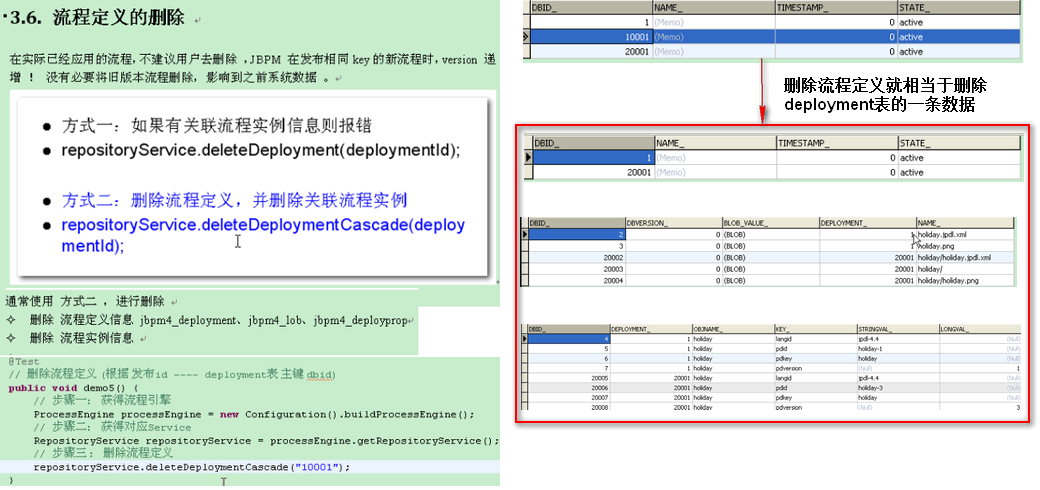 3.6. 流程定义的删除
在实际已经应用的流程,不建议用户去删除 ,JBPM 在发布相同 key 的新流程时,version 递
增 ! 没有必要将旧版本流程删除, 影响到之前系统数据 。
方式一：如果有关联流程实例信息则报错
repositoryService.deleteDeployment(deploymentId);
方式二：删除流程定义，并删除关联流程实例
repositoryService.deleteDeploymentCascade(deploy
mentId);
通常使用 方式二 ，进行删除
删除 流程定义信息 jbpm4_deployment、jbpm4_lob、jbpm4_deployprop
删除 流程实例信息
@Test
// 删除流程定义 (根据 发布id ---- deployment表 主键 dbid)
public void demo5() {
// 步骤一: 获得流程引擎
ProcessEngine processEngine = new Configuration().buildProcessEngine();
// 步骤二: 获得对应Service
RepositoryService repositoryService = processEngine.getRepositoryService();
// 步骤三: 删除流程定义
repositoryService.deleteDeploymentCascade("10001");
}
DBID_ NAME_ TIMESTAMP_ STATE_
1 (Memo) 0 active
10001 (Memo) 0 active
20001 (Memo) 0 active
删除流程定义就相当于删除
deployment表的一条数据
DBID_ NAME_ TIMESTAMP_ STATE_
1 (Memo) 0 active
20001 (Memo) 0 active
DBID_ DBVERSION_ BLOB_VALUE_ DEPLOYMENT_ NAME_
2 0 (BLOB) 1 holiday.jpdl.xml
3 0 (BLOB) 1 holiday.png
20002 0 (BLOB) 20001 holiday/holiday.jpdl.xml
20003 0 (BLOB) 20001 holiday/
20004 0 (BLOB) 20001 holiday/holiday.png
DBID_ DEPLOYMENT_ OBJNAME_ KEY_ STRINGVAL_ LONGVAL_
4 1 holiday langid jpdl-4.4 (Null)
5 1 holiday pdid holiday-1 (Null)
6 1 holiday pdkey holiday (Null)
7 1 holiday pdversion (Null) 1
20005 20001 holiday langid jpdl-4.4 (Null)
20006 20001 holiday pdid holiday-3 (Null)
20007 20001 holiday pdkey holiday (Null)
20008 20001 holiday pdversion (Null) 3